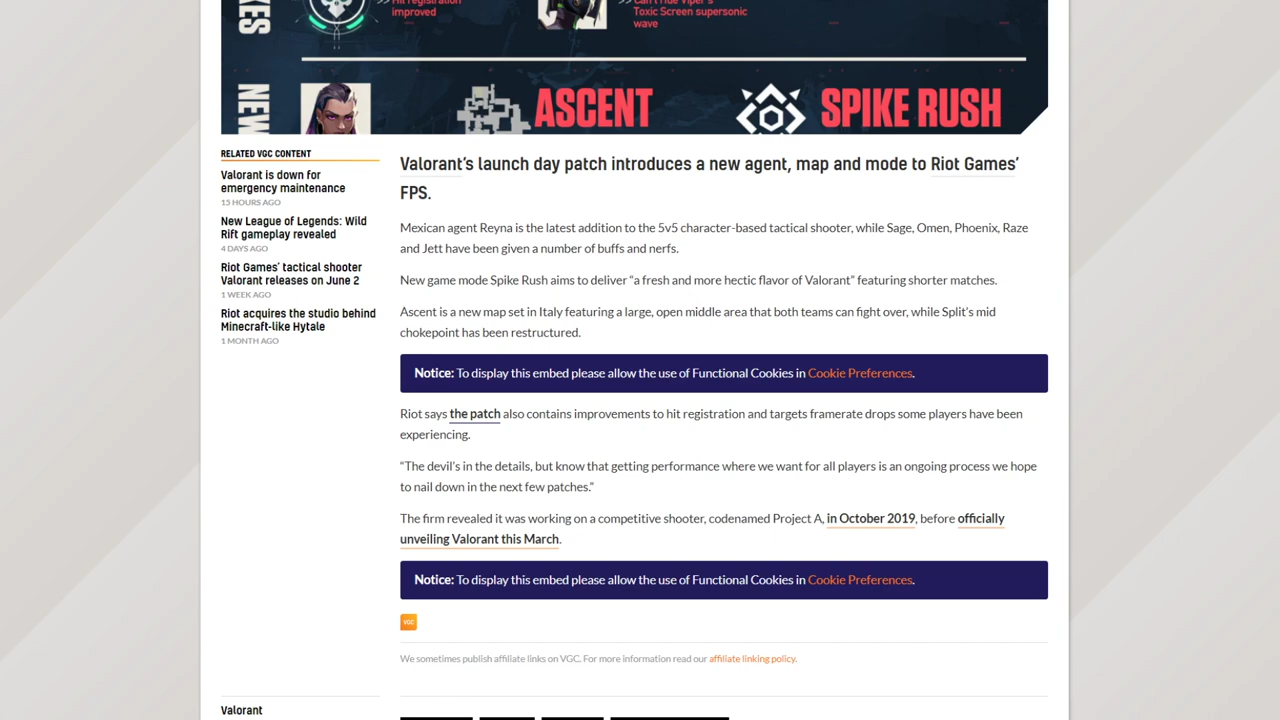 KES
>> Hit registration
improved
>> Can't ride Viper's
Toxic Screen supersonic
wave
NEW
ASCENT
SPIKE RUSH
RELATED VGC CONTENT
Valorant is down for
emergency maintenance
15 HOURS AGO
New League of Legends: Wild
Rift gameplay revealed
4 DAYS AGO
Riot Games' tactical shooter
Valorant releases on June 2
1 WEEK AGO
Riot acquires the studio behind
Minecraft-like Hytale
1 MONTH AGO
Valorant's launch day patch introduces a new agent, map and mode to Riot Games'
FPS.
Mexican agent Reyna is the latest addition to the 5v5 character-based tactical shooter, while Sage, Omen, Phoenix, Raze
and Jett have been given a number of buffs and nerfs.
New game mode Spike Rush aims to deliver “a fresh and more hectic flavor of Valorant” featuring shorter matches.
Ascent is a new map set in Italy featuring a large, open middle area that both teams can fight over, while Split's mid
chokepoint has been restructured.
Notice: To display this embed please allow the use of Functional Cookies in Cookie Preferences.
Riot says the patch also contains improvements to hit registration and targets framerate drops some players have been
experiencing.
“The devil's in the details, but know that getting performance where we want for all players is an ongoing process we hope
to nail down in the next few patches.”
The firm revealed it was working on a competitive shooter, codenamed Project A, in October 2019, before officially
unveiling Valorant this March.
Notice: To display this embed please allow the use of Functional Cookies in Cookie Preferences.
VGC
We sometimes publish affiliate links on VGC. For more information read our affiliate linking policy.
Valorant